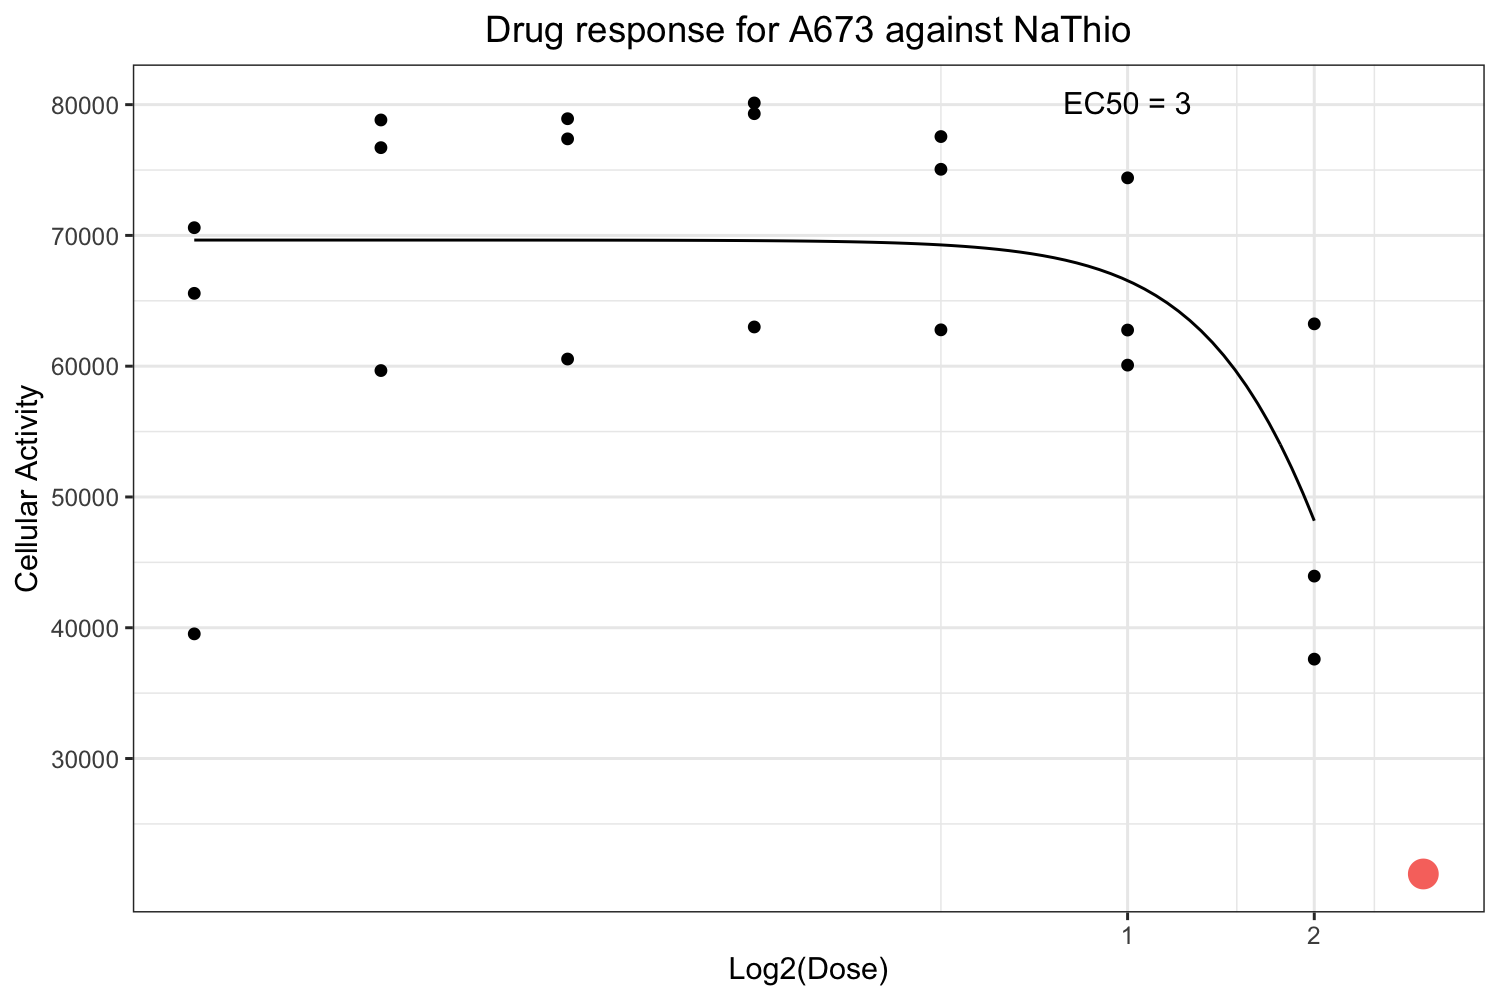 Drug response for A673 against NaThio
EC50 = 3
80000
70000
60000
50000
40000
30000
Cellular Activity
1
2
Log2(Dose)